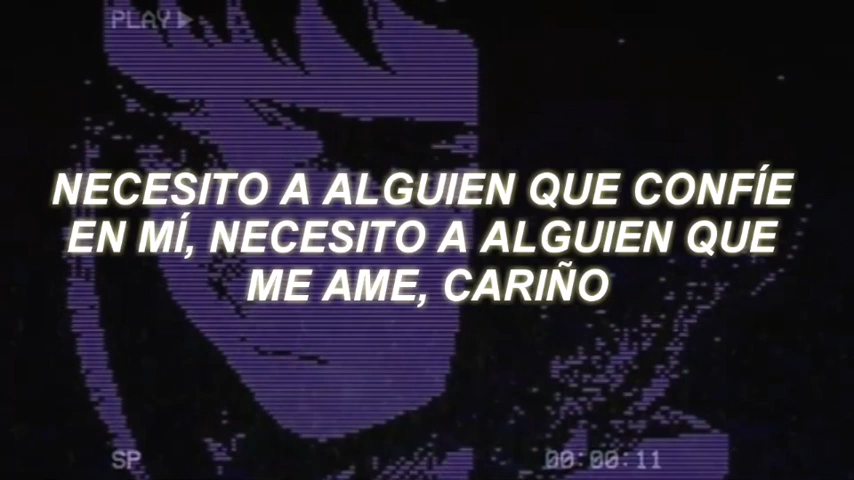 PLAY
NECESITO A ALGUIEN QUE CONFÍE
EN MÍ, NECESITO A ALGUIEN QUE
ME AME, CARIÑO
SP
00:00:11